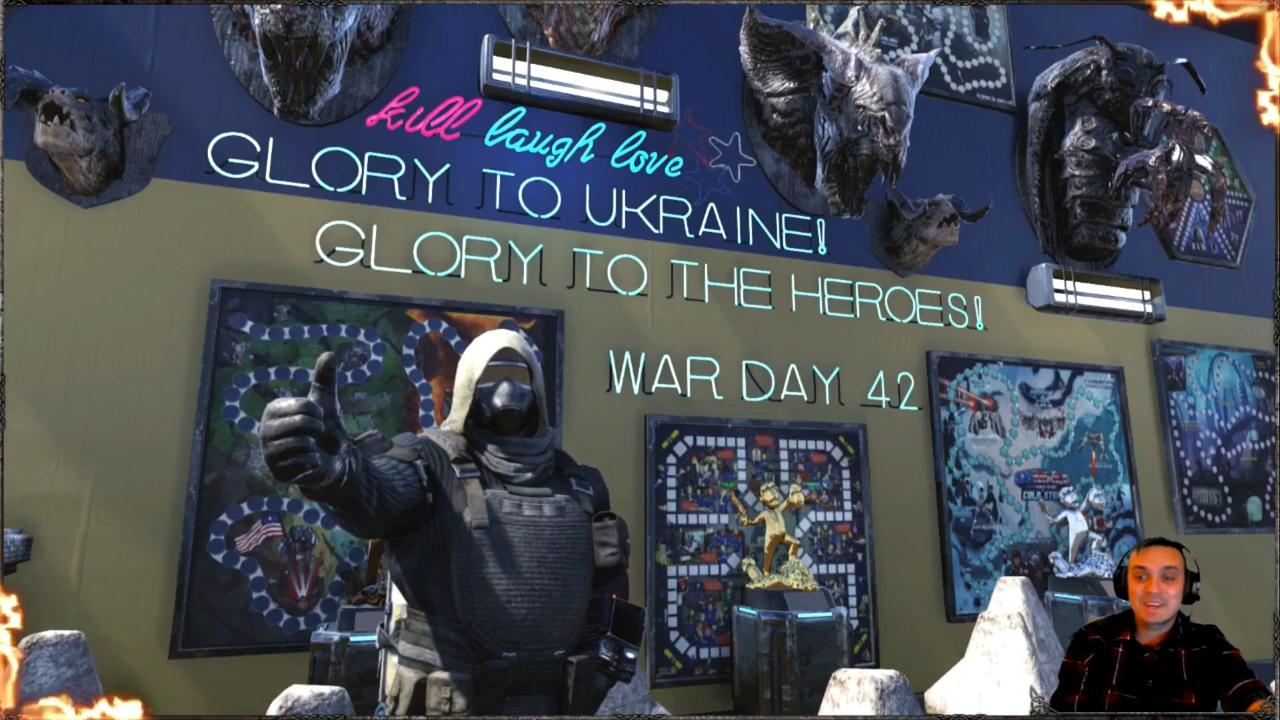 kill laugh love
GLORY TO UKRAINE!
GLORY TO THE HEROES!
WAR DAY 42